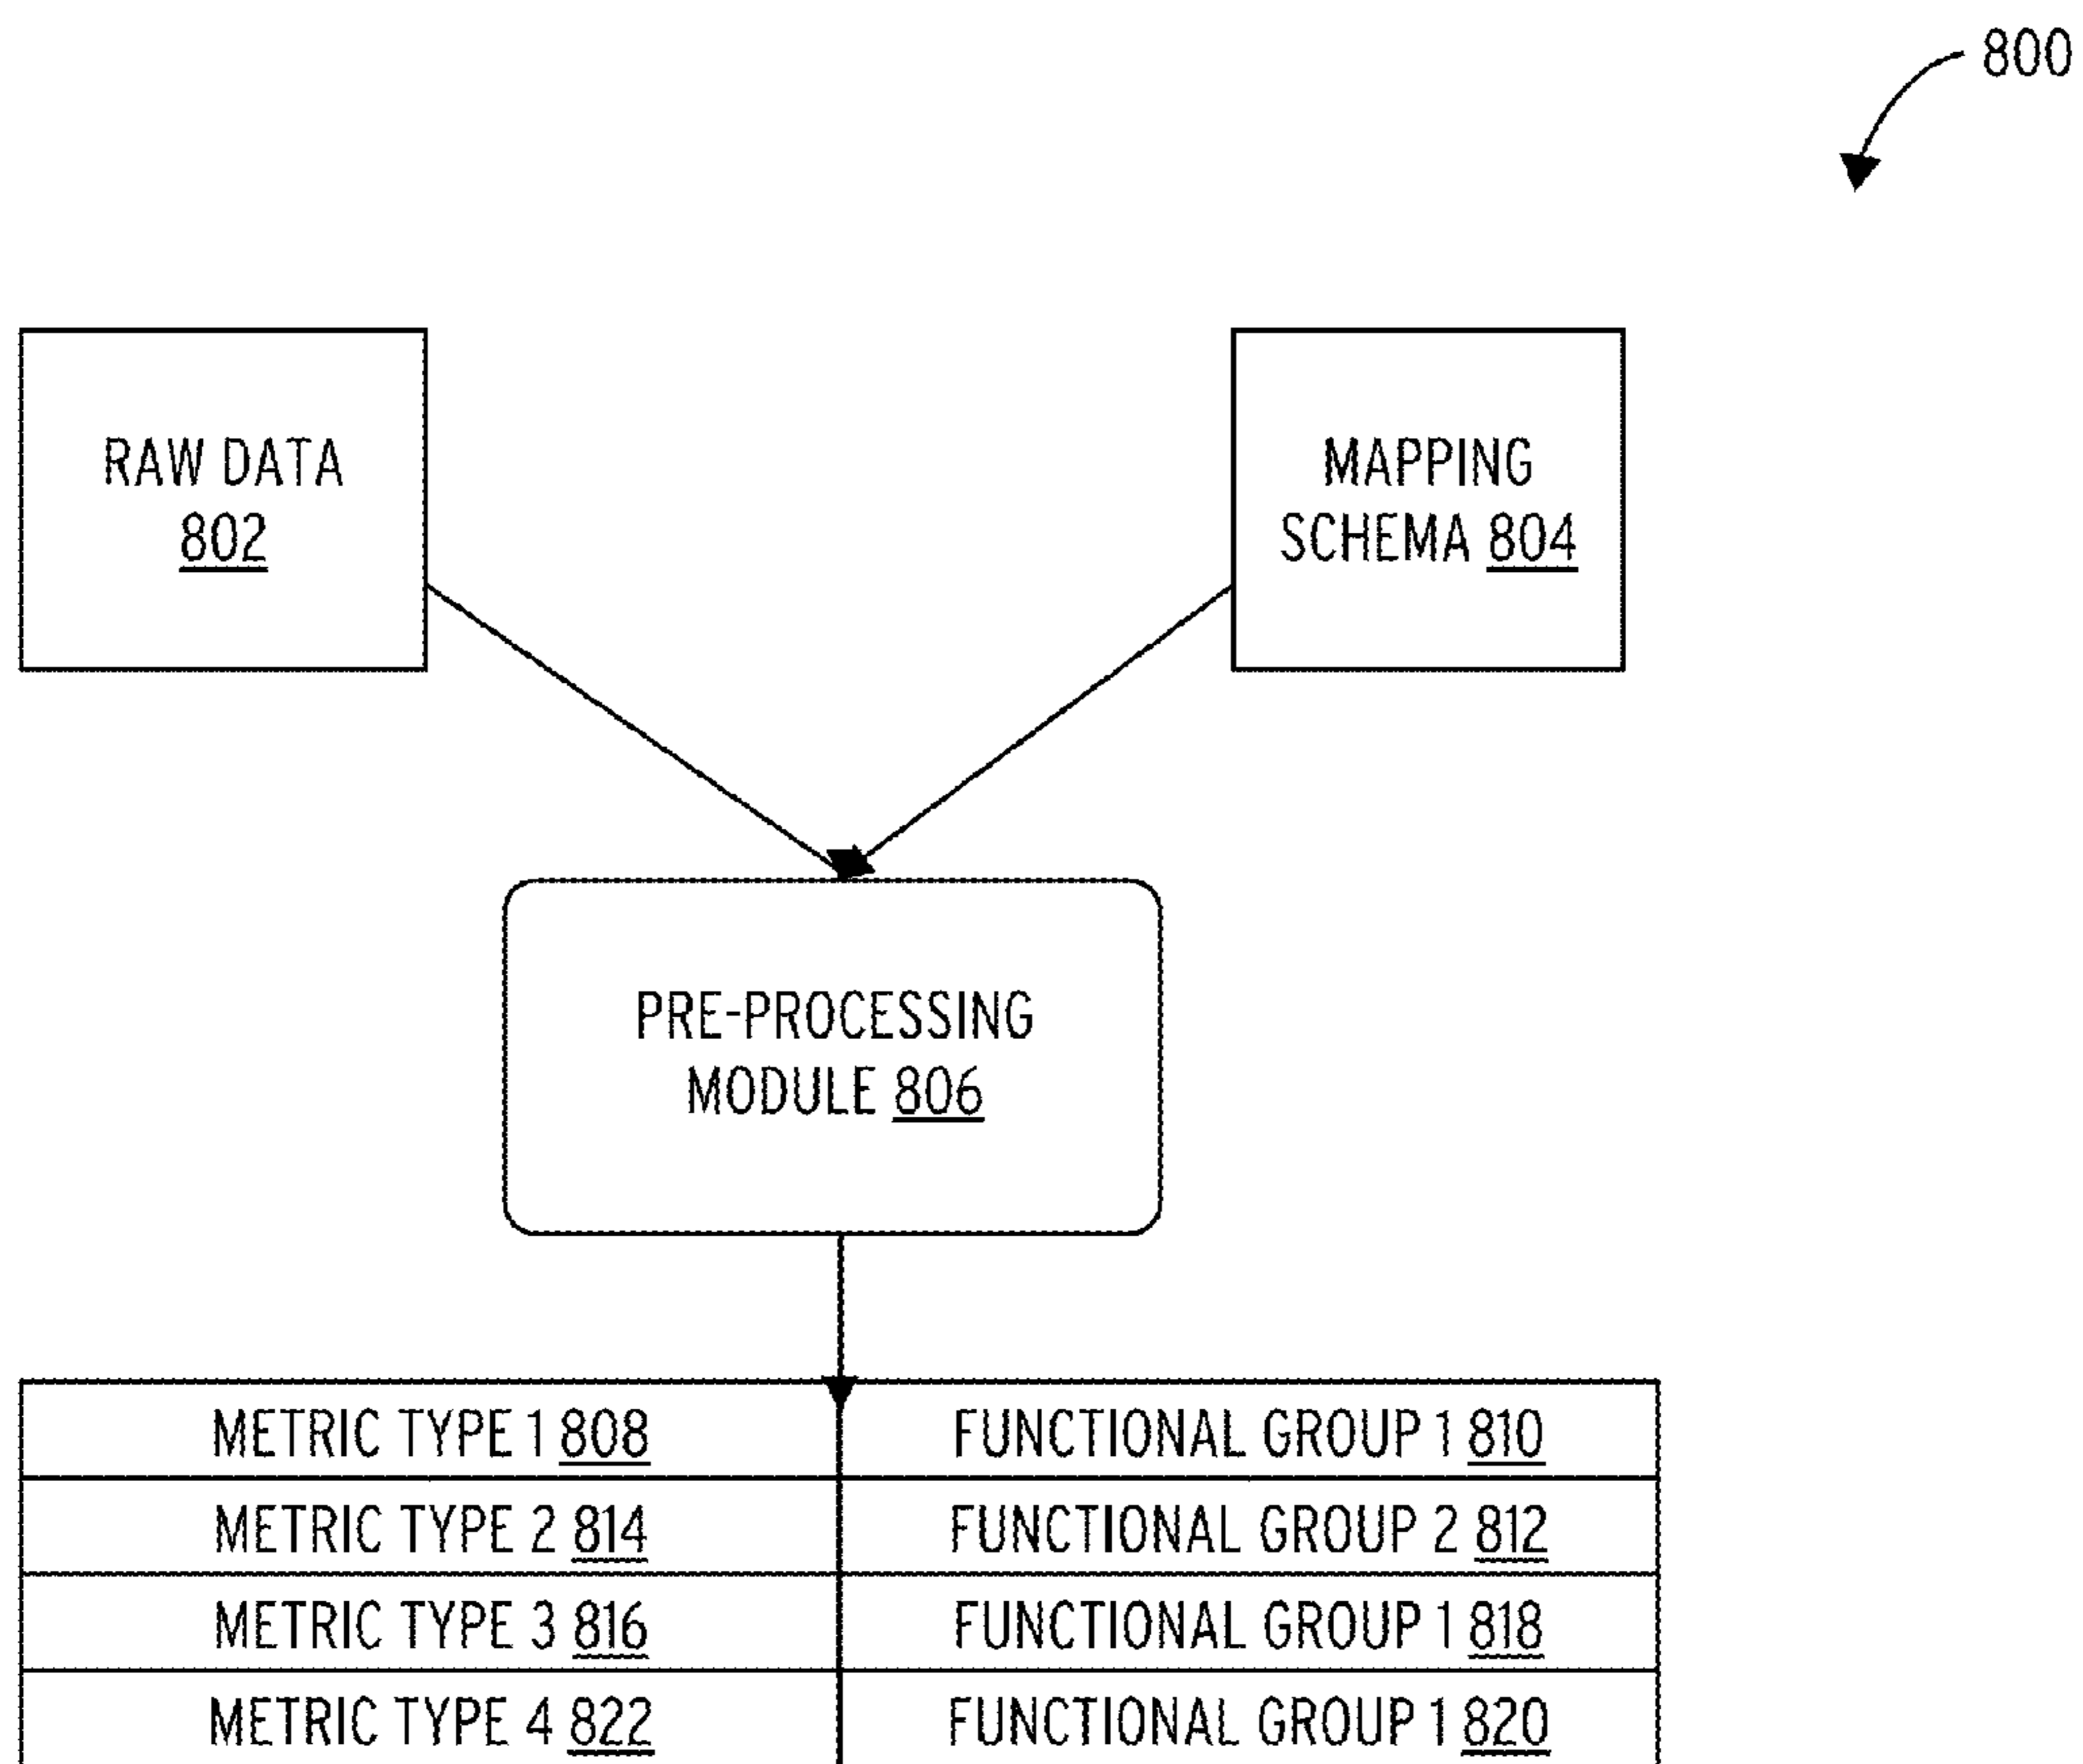 800
RAW DATA
802
MAPPING
SCHEMA 804
PRE-PROCESSING
MODULE 806
METRIC TYPE 1 808
FUNCTIONAL GROUP 1 810
METRIC TYPE 2 814
FUNCTIONAL GROUP 2 812
METRIC TYPE 3 816
FUNCTIONAL GROUP 1 818
METRIC TYPE 4 822
FUNCTIONAL GROUP 1 820